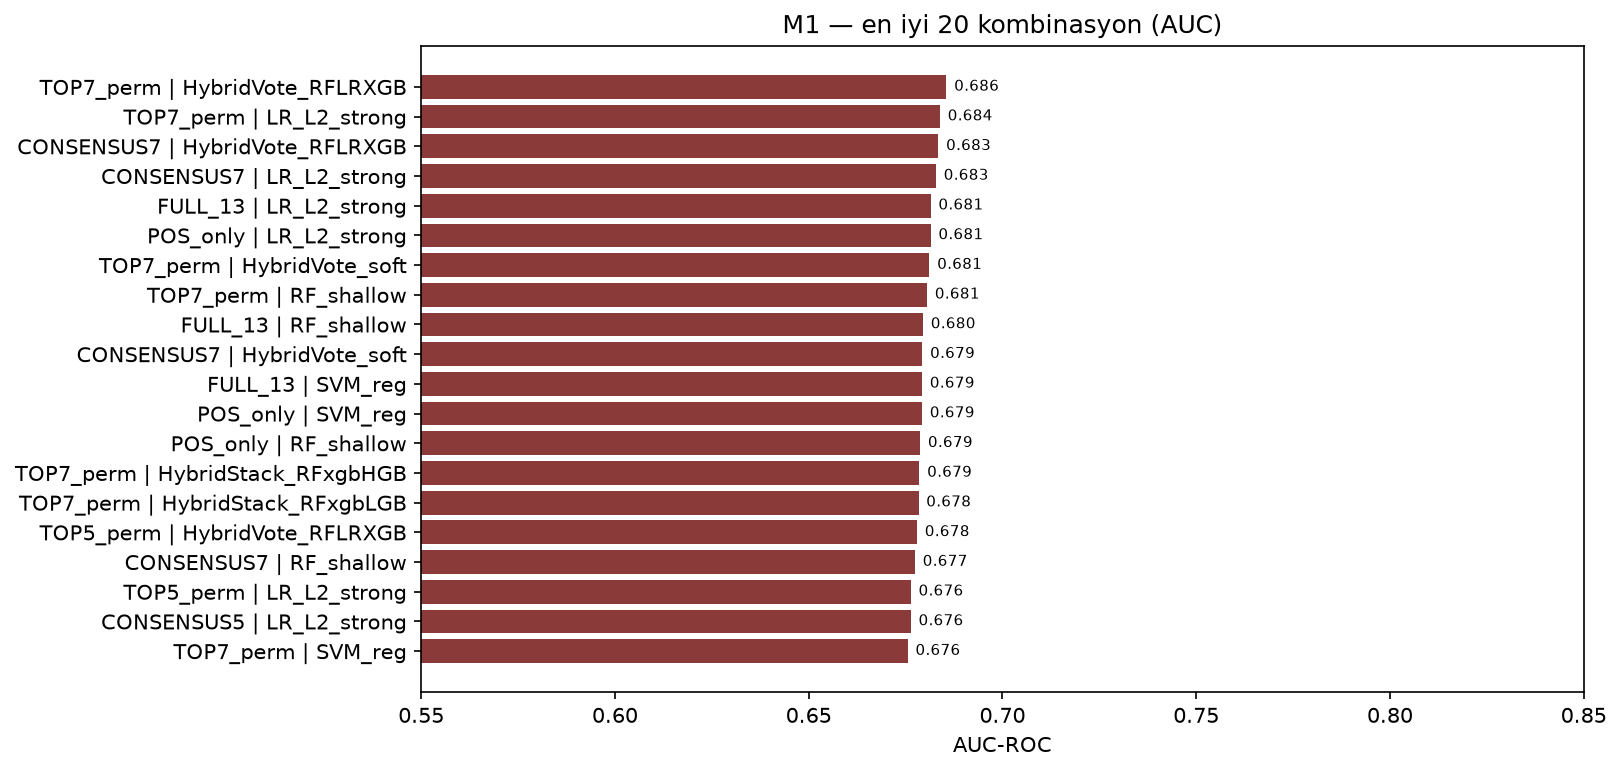 M1 — en iyi 20 kombinasyon (AUC)
TOP7_perm | HybridVote_RFLRXGB 0.686
TOP7_perm | LR_L2_strong 0.684
CONSENSUS7 | HybridVote_RFLRXGB 0.683
CONSENSUS7 | LR_L2_strong 0.683
FULL_13 | LR_L2_strong 0.681
POS_only | LR_L2_strong 0.681
TOP7_perm | HybridVote_soft 0.681
TOP7_perm | RF_shallow 0.681
FULL_13 | RF_shallow 0.680
CONSENSUS7 | HybridVote_soft 0.679
FULL_13 | SVM_reg 0.679
POS_only | SVM_reg 0.679
POS_only | RF_shallow 0.679
TOP7_perm | HybridStack_RFxgbHGB 0.679
TOP7_perm | HybridStack_RFxgbLGB 0.678
TOP5_perm | HybridVote_RFLRXGB 0.678
CONSENSUS7 | RF_shallow 0.677
TOP5_perm | LR_L2_strong 0.676
CONSENSUS5 | LR_L2_strong 0.676
TOP7_perm | SVM_reg 0.676
0.55 0.60 0.65 0.70 0.75 0.80 0.85
AUC-ROC